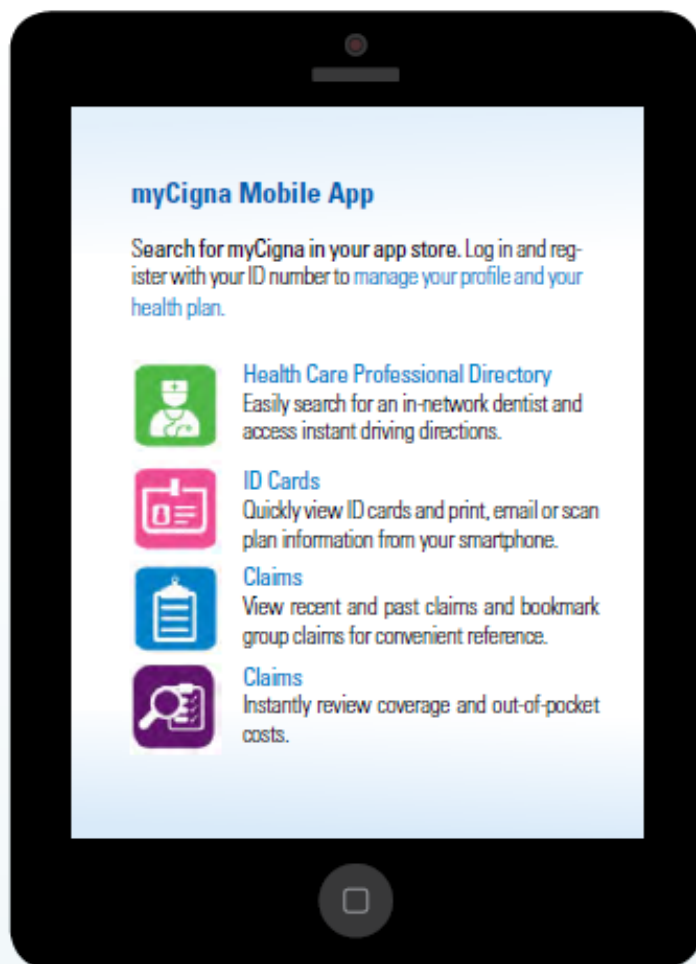 myCigna Mobile App
Search for myCigna in your app store. Log in and reg-
ister with your ID number to manage your profile and your
health plan.
Health Care Professional Directory
Easily search for an in-network dentist and
access instant driving directions.
ID Cards
Quickly view ID cards and print, email or scan
plan information from your smartphone.
Claims
View recent and past claims and bookmark
group claims for convenient reference.
Claims
Instantly review coverage and out-of-pocket
costs.